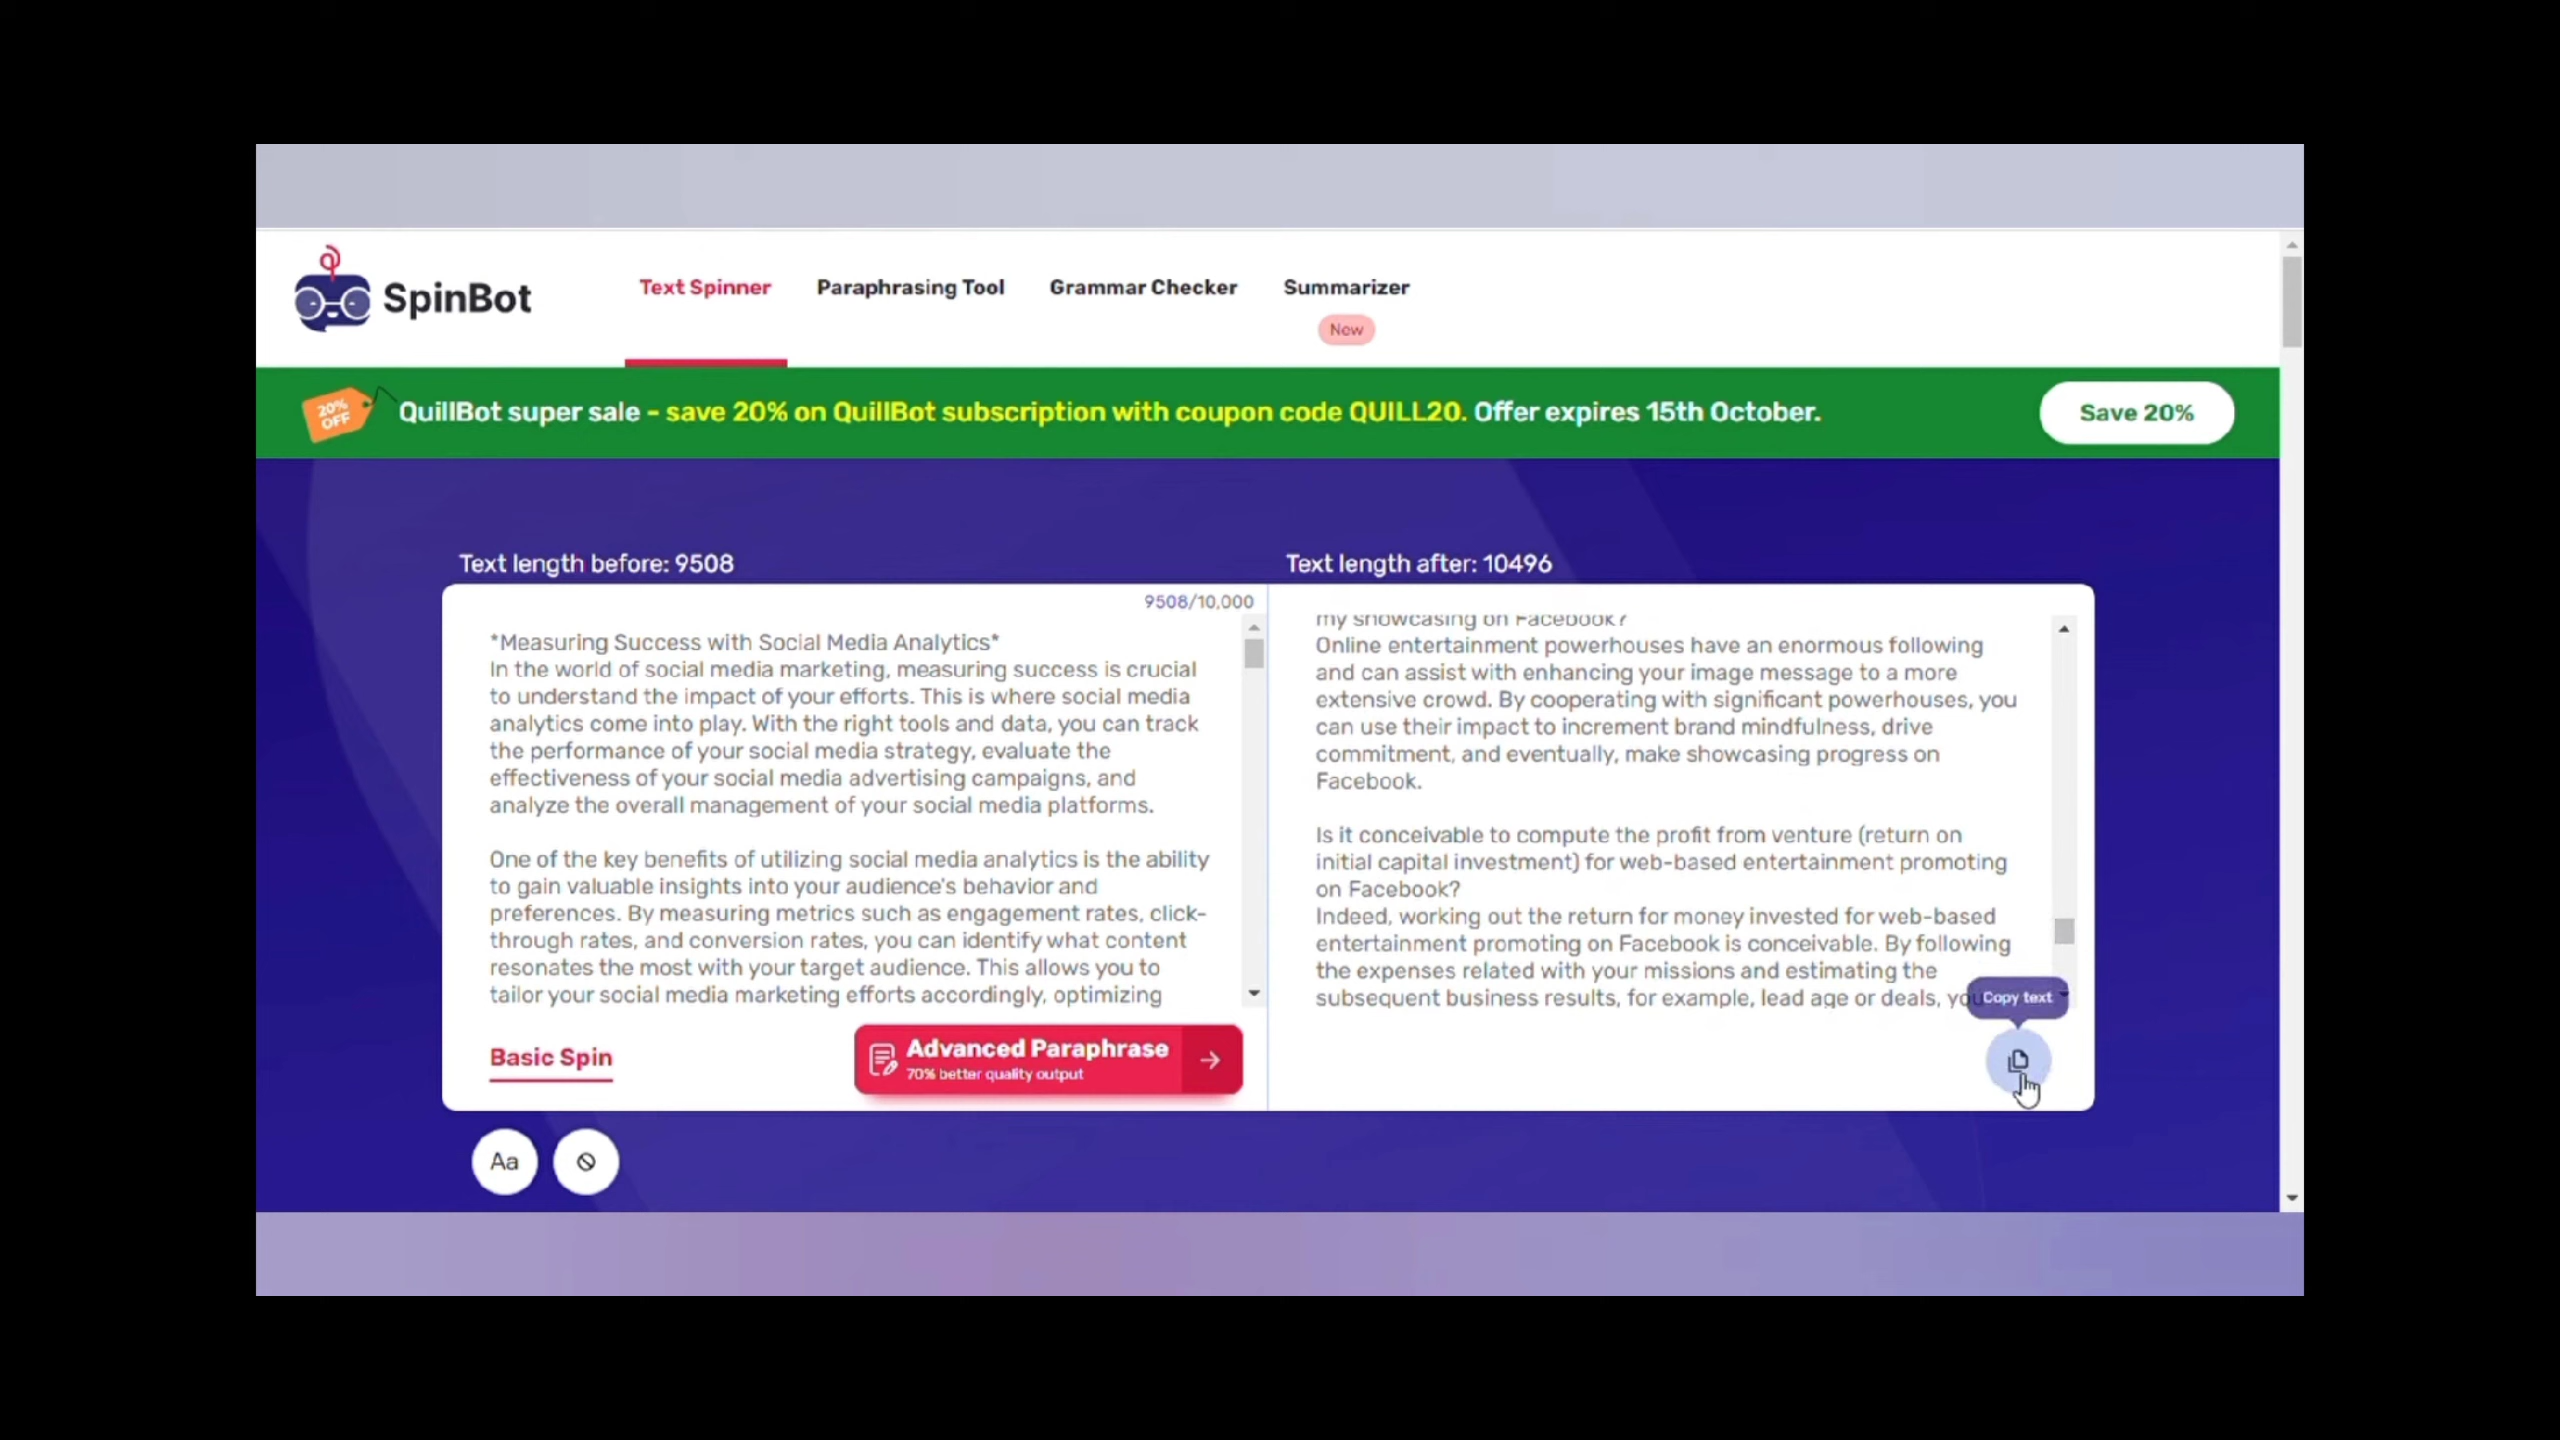 SpinBot
Text Spinner
Paraphrasing Tool
Grammar Checker
Summarizer
New
20% OFF
QuillBot super sale - save 20% on QuillBot subscription with coupon code QUILL20. Offer expires 15th October.
Save 20%
Text length before: 9508
9508/10,000
*Measuring Success with Social Media Analytics*
In the world of social media marketing, measuring success is crucial
to understand the impact of your efforts. This is where social media
analytics come into play. With the right tools and data, you can track
the performance of your social media strategy, evaluate the
effectiveness of your social media advertising campaigns, and
analyze the overall management of your social media platforms.
One of the key benefits of utilizing social media analytics is the ability
to gain valuable insights into your audience's behavior and
preferences. By measuring metrics such as engagement rates, click-
through rates, and conversion rates, you can identify what content
resonates the most with your target audience. This allows you to
tailor your social media marketing efforts accordingly, optimizing
Basic Spin
Advanced Paraphrase
70% better quality output
Aa
Text length after: 10496
my showcasing on Facebook?
Online entertainment powerhouses have an enormous following
and can assist with enhancing your image message to a more
extensive crowd. By cooperating with significant powerhouses, you
can use their impact to increment brand mindfulness, drive
commitment, and eventually, make showcasing progress on
Facebook.
Is it conceivable to compute the profit from venture (return on
initial capital investment) for web-based entertainment promoting
on Facebook?
Indeed, working out the return for money invested for web-based
entertainment promoting on Facebook is conceivable. By following
the expenses related with your missions and estimating the
subsequent business results, for example, lead age or deals,
Copy text